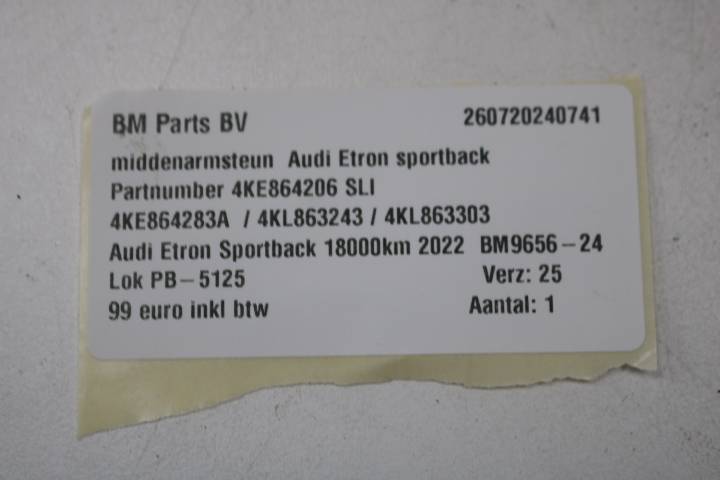 BM Parts BV 260720240741
middenarmsteun Audi Etron sportback
Partnumber 4KE864206 SLI
4KE864283A / 4KL863243 / 4KL863303
Audi Etron Sportback 18000km 2022 BM9656-24
Lok PB-5125 Verz: 25
99 euro inkl btw Aantal: 1